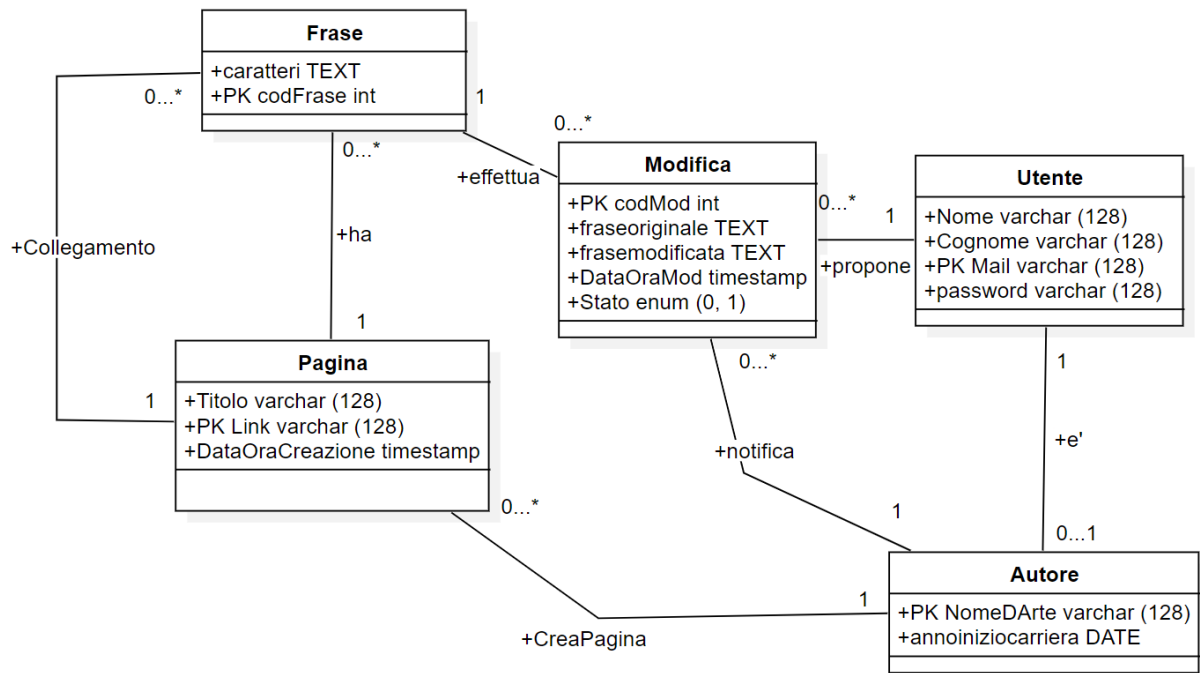 Frase
+caratteri TEXT
+PK codFrase int
0...*
1
0...*
0...*
+effettua
Modifica
+PK codMod int
+fraseoriginale TEXT
+frasemodificata TEXT
+DataOraMod timestamp
+Stato enum (0, 1)
0...*
1
+propone
Utente
+Nome varchar (128)
+Cognome varchar (128)
+PK Mail varchar (128)
+password varchar (128)
+Collegamento
+ha
1
1
Pagina
+Titolo varchar (128)
+PK Link varchar (128)
+DataOraCreazione timestamp
0...*
0...*
+notifica
1
1
+e'
0...1
Autore
+PK NomeDArte varchar (128)
+annoiniziocarriera DATE
1
+CreaPagina